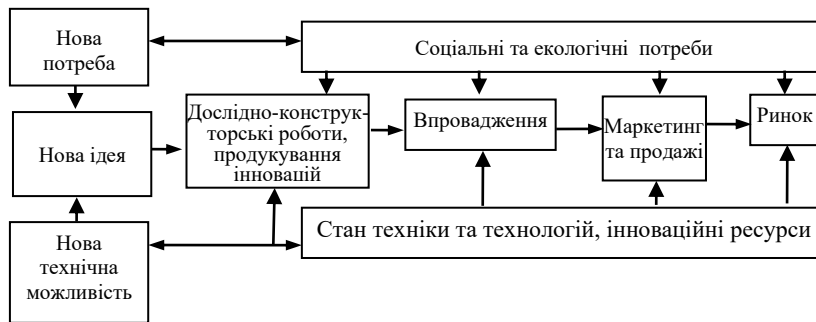 Нова
потреба
Соціальні та екологічні потреби
Нова ідея
Дослідно-конструк-
торські роботи,
продукування
інновацій
Впровадження
Маркетинг
та продажі
Ринок
Нова
технічна
можливість
Стан техніки та технологій, інноваційні ресурси